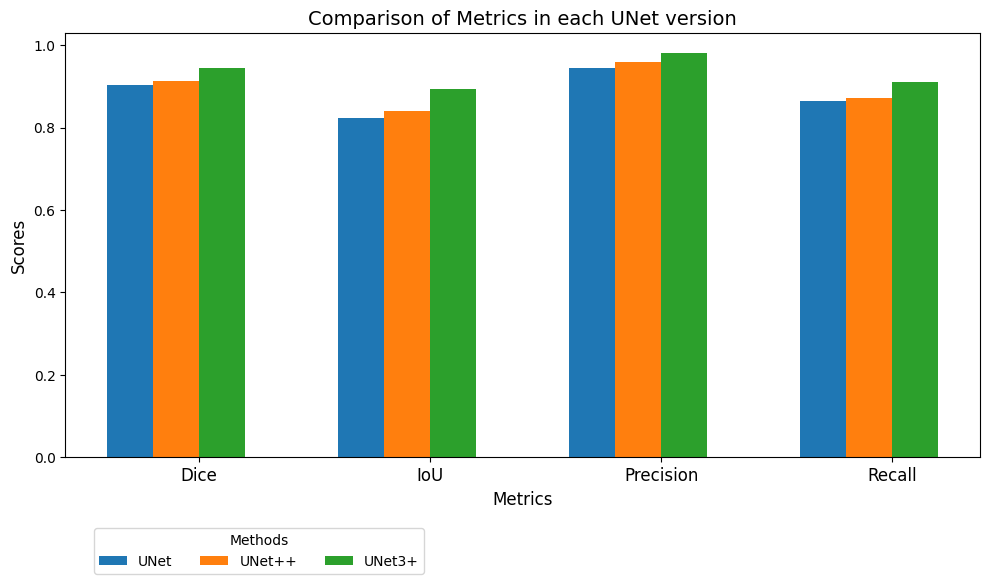 Comparison of Metrics in each UNet version
1.0
0.8
0.6
0.4
0.2
0.0
Scores
Dice IoU Precision Recall
Metrics
Methods
UNet UNet++ UNet3+